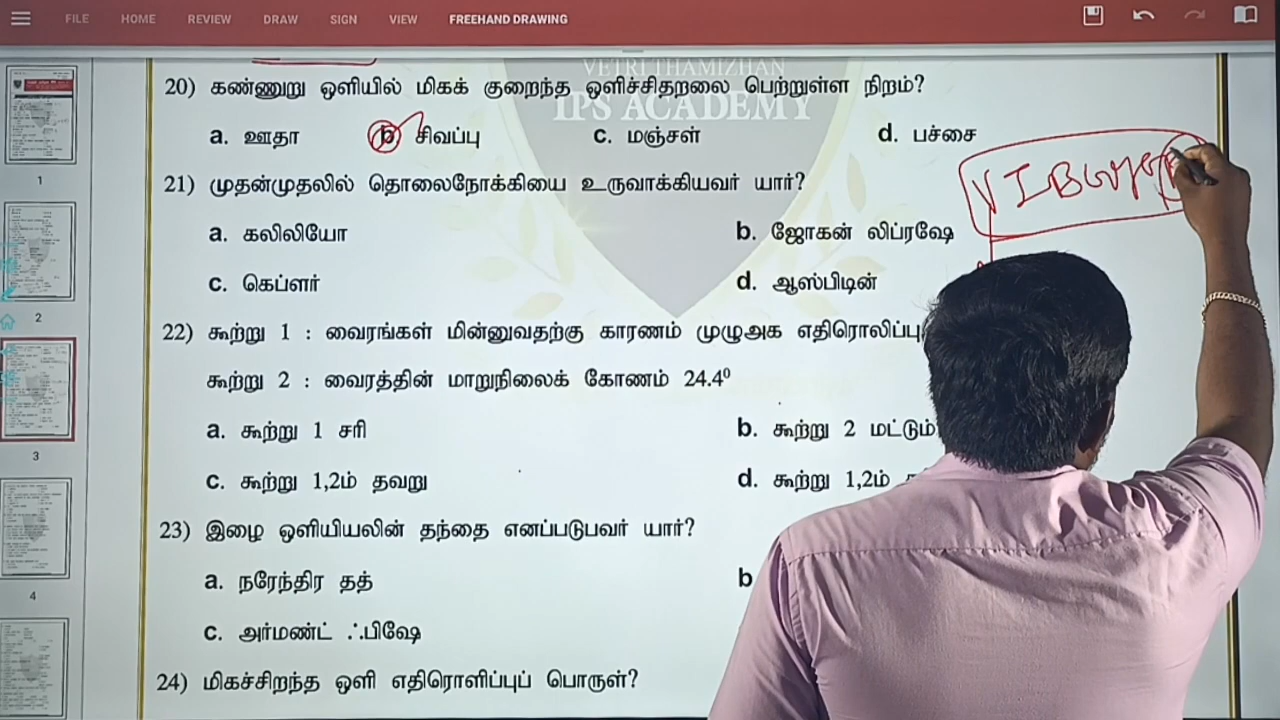 FILE HOME REVIEW DRAW SIGN VIEW FREEHAND DRAWING
VETRI THAMIZHAN
IPS ACADEMY
20) கண்ணுறு ஒளியில் மிகக் குறைந்த ஒளிச்சிதறலை பெற்றுள்ள நிறம்?
a. ஊதா b சிவப்பு c. மஞ்சள் d. பச்சை
VIBGYO
21) முதன்முதலில் தொலைநோக்கியை உருவாக்கியவர் யார்?
a. கலிலியோ b. ஜோகன் லிப்ரஷே
c. கெப்ளர் d. ஆஸ்பிடின்
22) கூற்று 1 : வைரங்கள் மின்னுவதற்கு காரணம் முழுஅக எதிரொலிப்பு
கூற்று 2 : வைரத்தின் மாறுநிலைக் கோணம் 24.4⁰
a. கூற்று 1 சரி b. கூற்று 2 மட்டும்
c. கூற்று 1,2ம் தவறு d. கூற்று 1,2ம்
23) இழை ஒளியியலின் தந்தை எனப்படுபவர் யார்?
a. நரேந்திர தத் b
c. அர்மண்ட் ஃபிஷே
24) மிகச்சிறந்த ஒளி எதிரொளிப்புப் பொருள்?
1
2
3
4